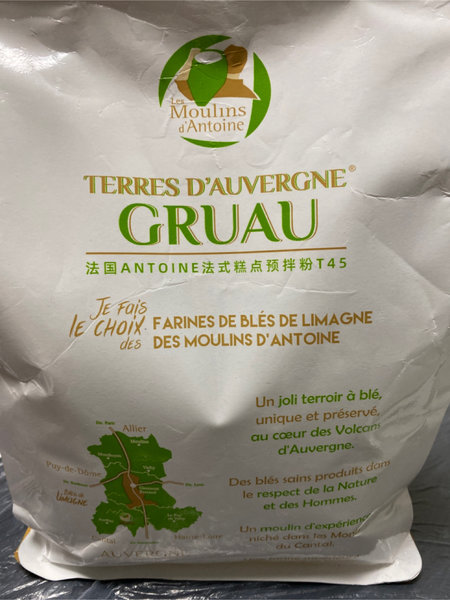 Les
Moulins
d'Antoine
TERRES D'AUVERGNE®
GRUAU
法国ANTOINE法式糕点预拌粉T45
JE FAIS
LE CHOIX
DES
FARINES DE BLÉS DE LIMAGNE
DES MOULINS D'ANTOINE
Un joli terroir à blé,
unique et préservé,
au cœur des Volcans
d'Auvergne.
Des blés sains produits dans
le respect de la Nature
et des Hommes.
Un moulin d'expérience
niché dans les Mon
du Cantal.
Allier
Puy-de-Dôme
Vichy
LIMAGNE
Cantal
Haute-Loire
AUVERGNE